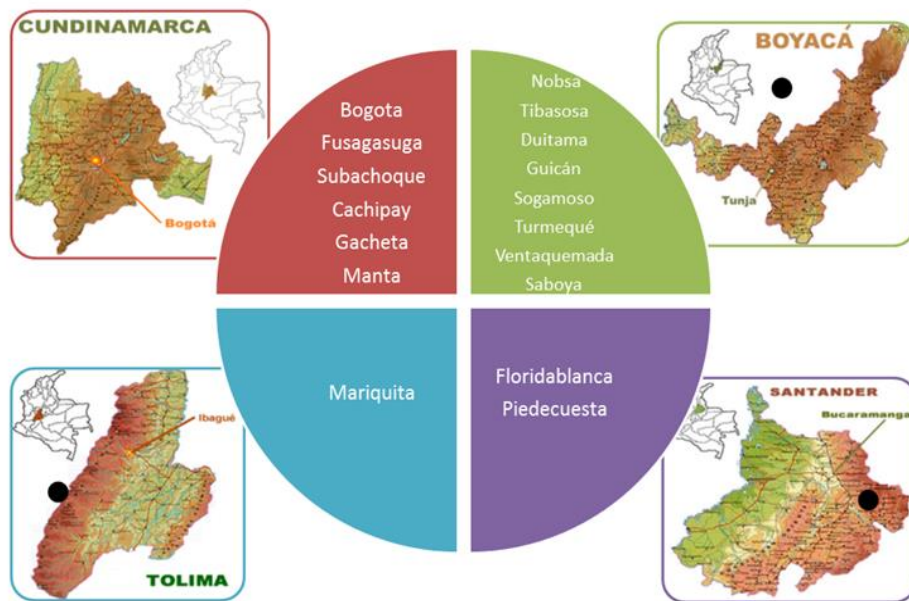 CUNDINAMARCA
Bogotá
Bogota
Fusagasuga
Subachoque
Cachipay
Gacheta
Manta
BOYACÁ
Tunja
Nobsa
Tibasosa
Duitama
Guicán
Sogamoso
Turmequé
Ventaquemada
Saboya
Ibagué
TOLIMA
Mariquita
Floridablanca
Piedecuesta
SANTANDER
Bucaramanga